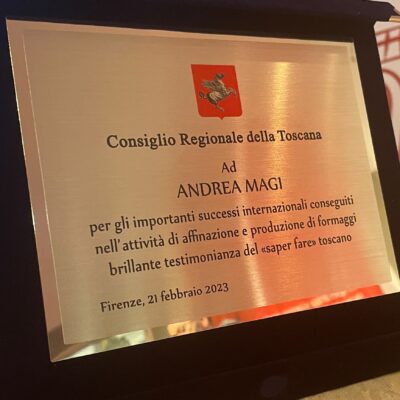 Consiglio Regionale della Toscana
Ad
ANDREA MAGI
per gli importanti successi internazionali conseguiti
nell'attività di affinazione e produzione di formaggi
brillante testimonianza del «saper fare» toscano
Firenze, 21 febbraio 2023